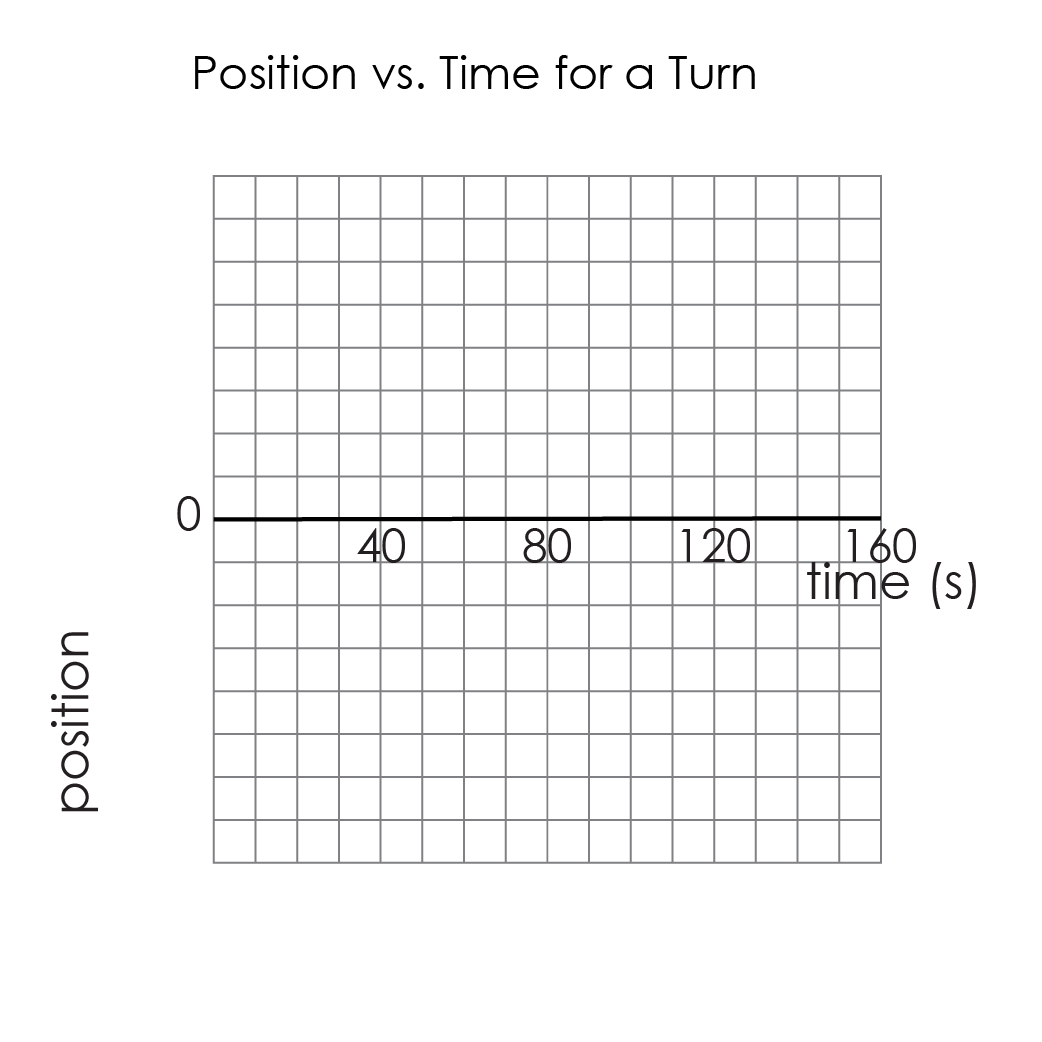 Position vs. Time for a Turn
0
40 80 120 160
time (s)
position